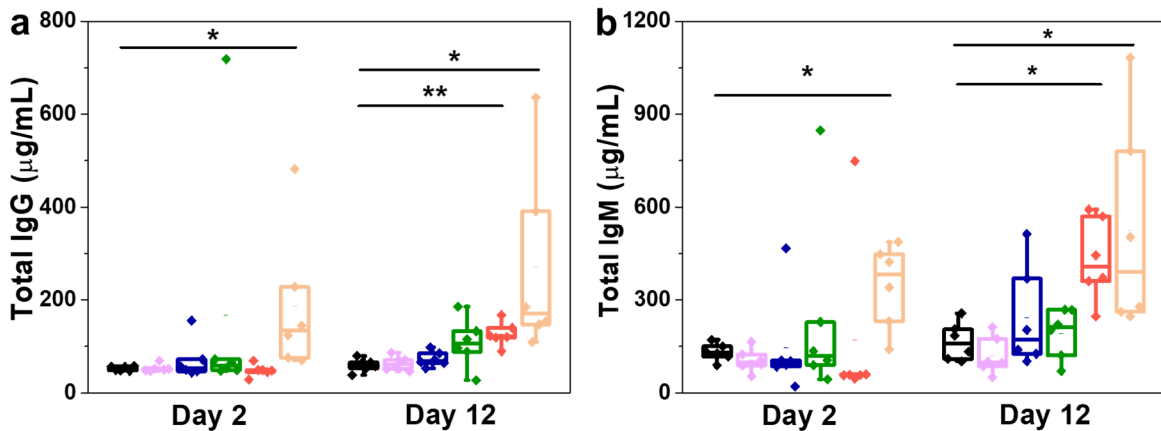 a
800
600
400
200
0
Total IgG (μg/mL)
*
*
**
Day 2
Day 12
b
1200
900
600
300
0
Total IgM (μg/mL)
*
*
*
Day 2
Day 12